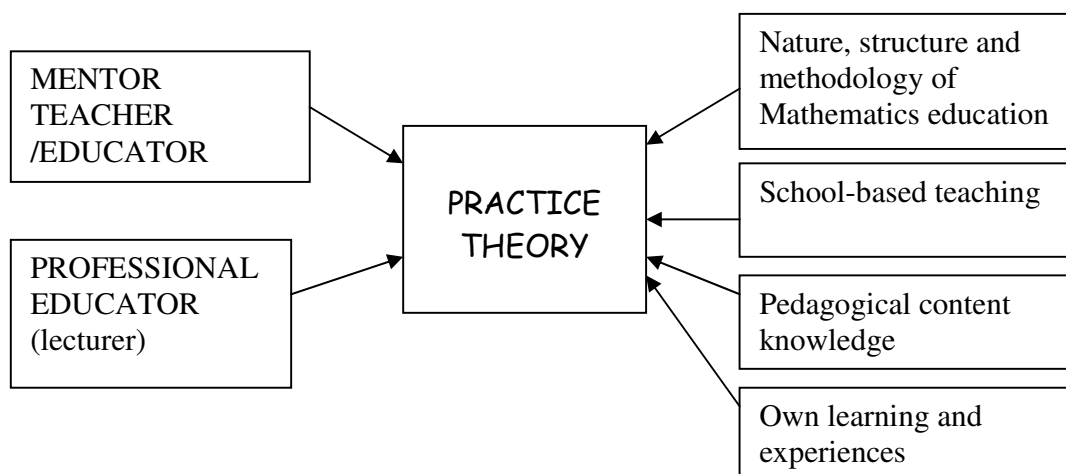 MENTOR
TEACHER
/EDUCATOR
PROFESSIONAL
EDUCATOR
(lecturer)
PRACTICE
THEORY
Nature, structure and
methodology of
Mathematics education
School-based teaching
Pedagogical content
knowledge
Own learning and
experiences